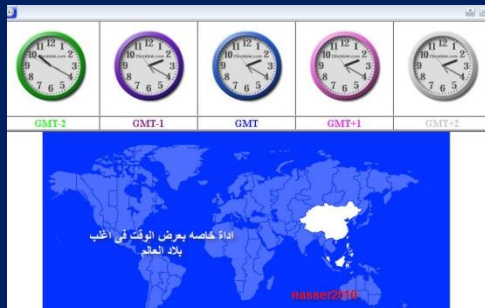 GMT-2 GMT-1 GMT GMT+1 GMT+2
اداة خاصه بعرض الوقت فى اغلب
بلاد العالم
nasser2010